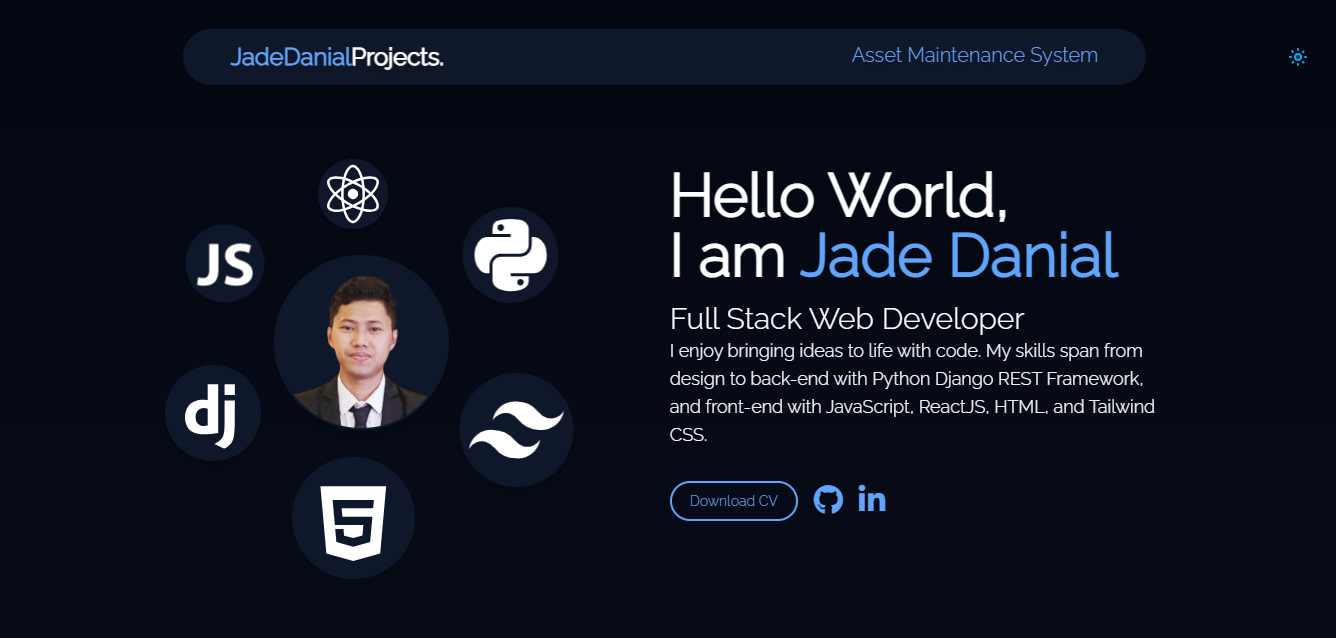 JadeDanialProjects.
Asset Maintenance System
JS
dj
5
Hello World,
I am Jade Danial
Full Stack Web Developer
I enjoy bringing ideas to life with code. My skills span from
design to back-end with Python Django REST Framework,
and front-end with JavaScript, ReactJS, HTML, and Tailwind
CSS.
Download CV
in